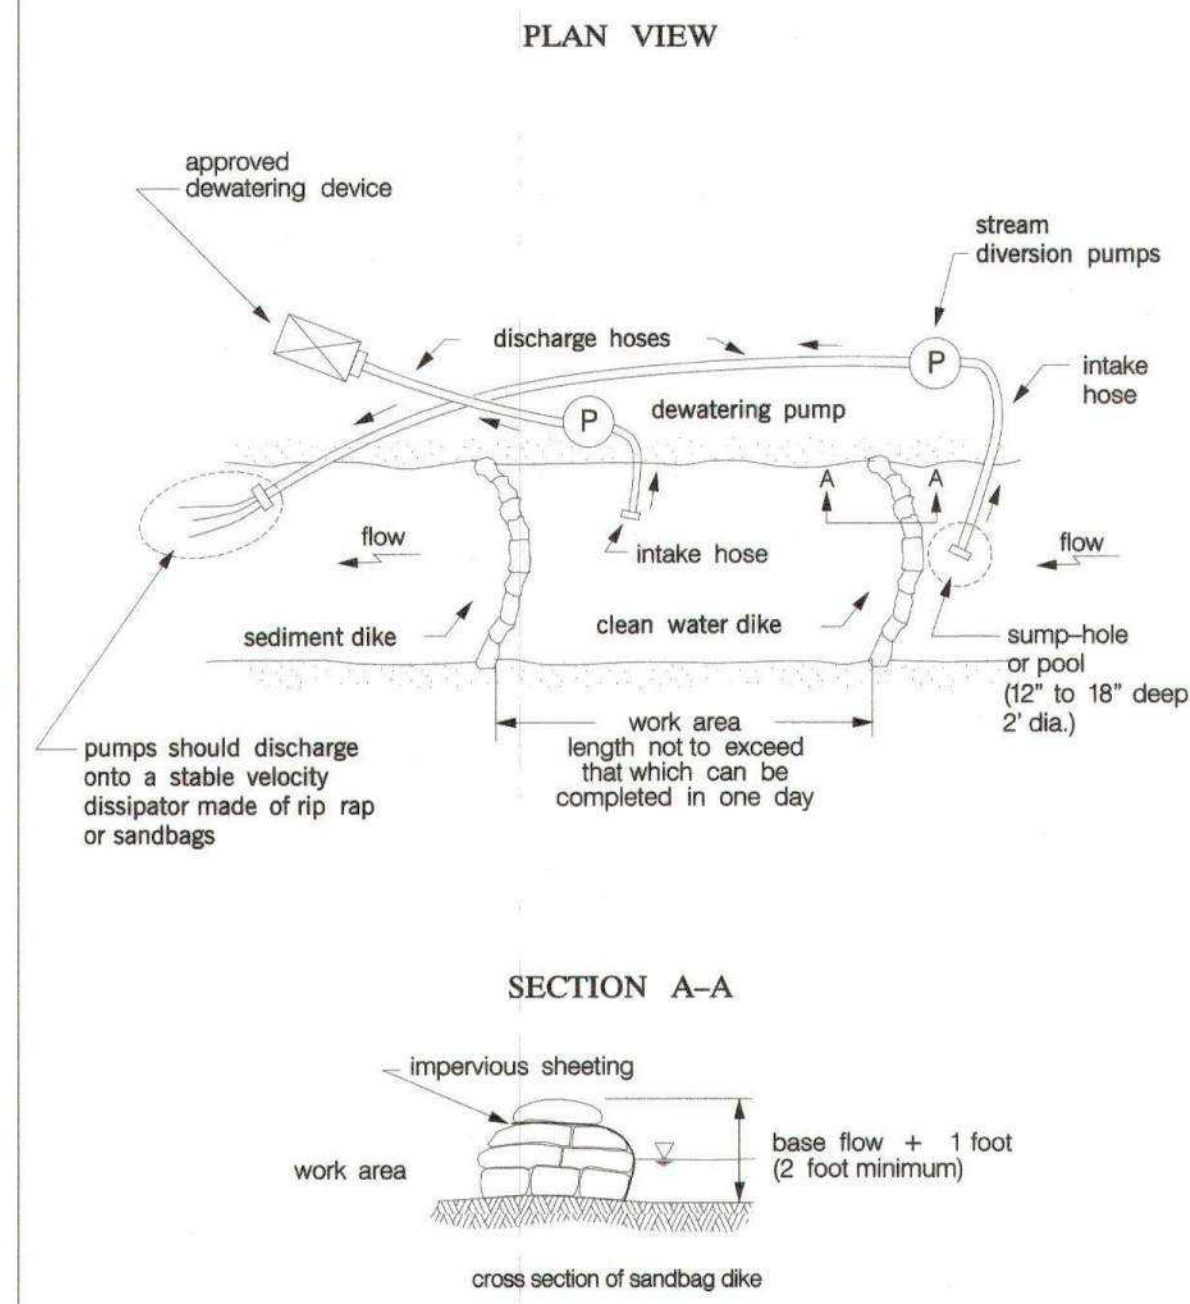 PLAN VIEW
approved
dewatering device
stream
diversion pumps
discharge hoses
P
intake
hose
P
dewatering pump
A
A
flow
intake hose
flow
sediment dike
clean water dike
sump-hole
or pool
(12" to 18" deep
2' dia.)
work area
length not to exceed
that which can be
completed in one day
pumps should discharge
onto a stable velocity
dissipator made of rip rap
or sandbags
SECTION A-A
impervious sheeting
base flow + 1 foot
(2 foot minimum)
work area
cross section of sandbag dike